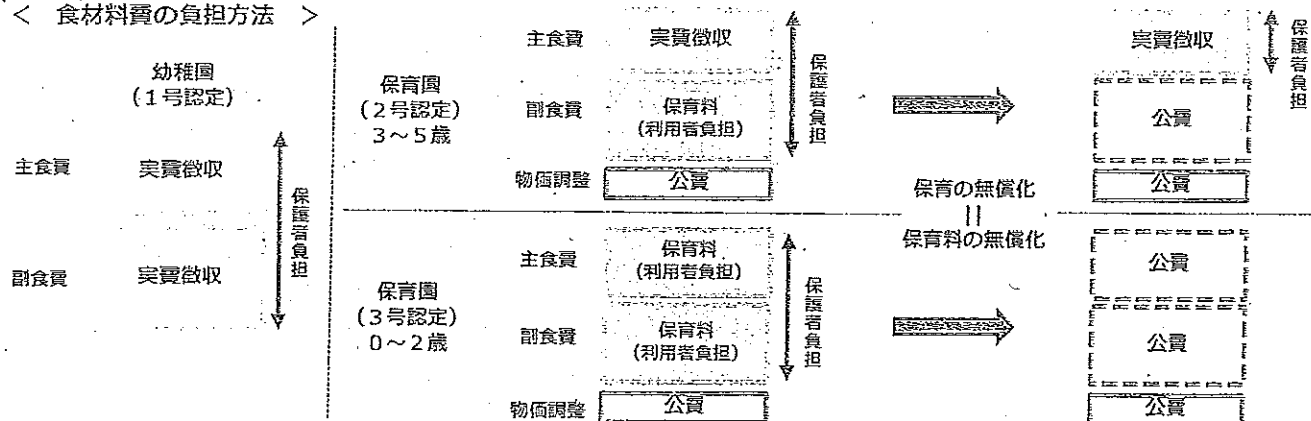 ＜ 食材料費の負担方法 ＞
幼稚園
（１号認定）
主食費
実費徴収
副食費
実費徴収
保護者負担
保育園
（２号認定）
３～５歳
主食費
実費徴収
副食費
保育料
（利用者負担）
物価調整
公費
保護者負担
実費徴収
公費
公費
保護者負担
保育の無償化
||
保育料の無償化
保育園
（３号認定）
０～２歳
主食費
保育料
（利用者負担）
副食費
保育料
（利用者負担）
物価調整
公費
保護者負担
公費
公費
公費